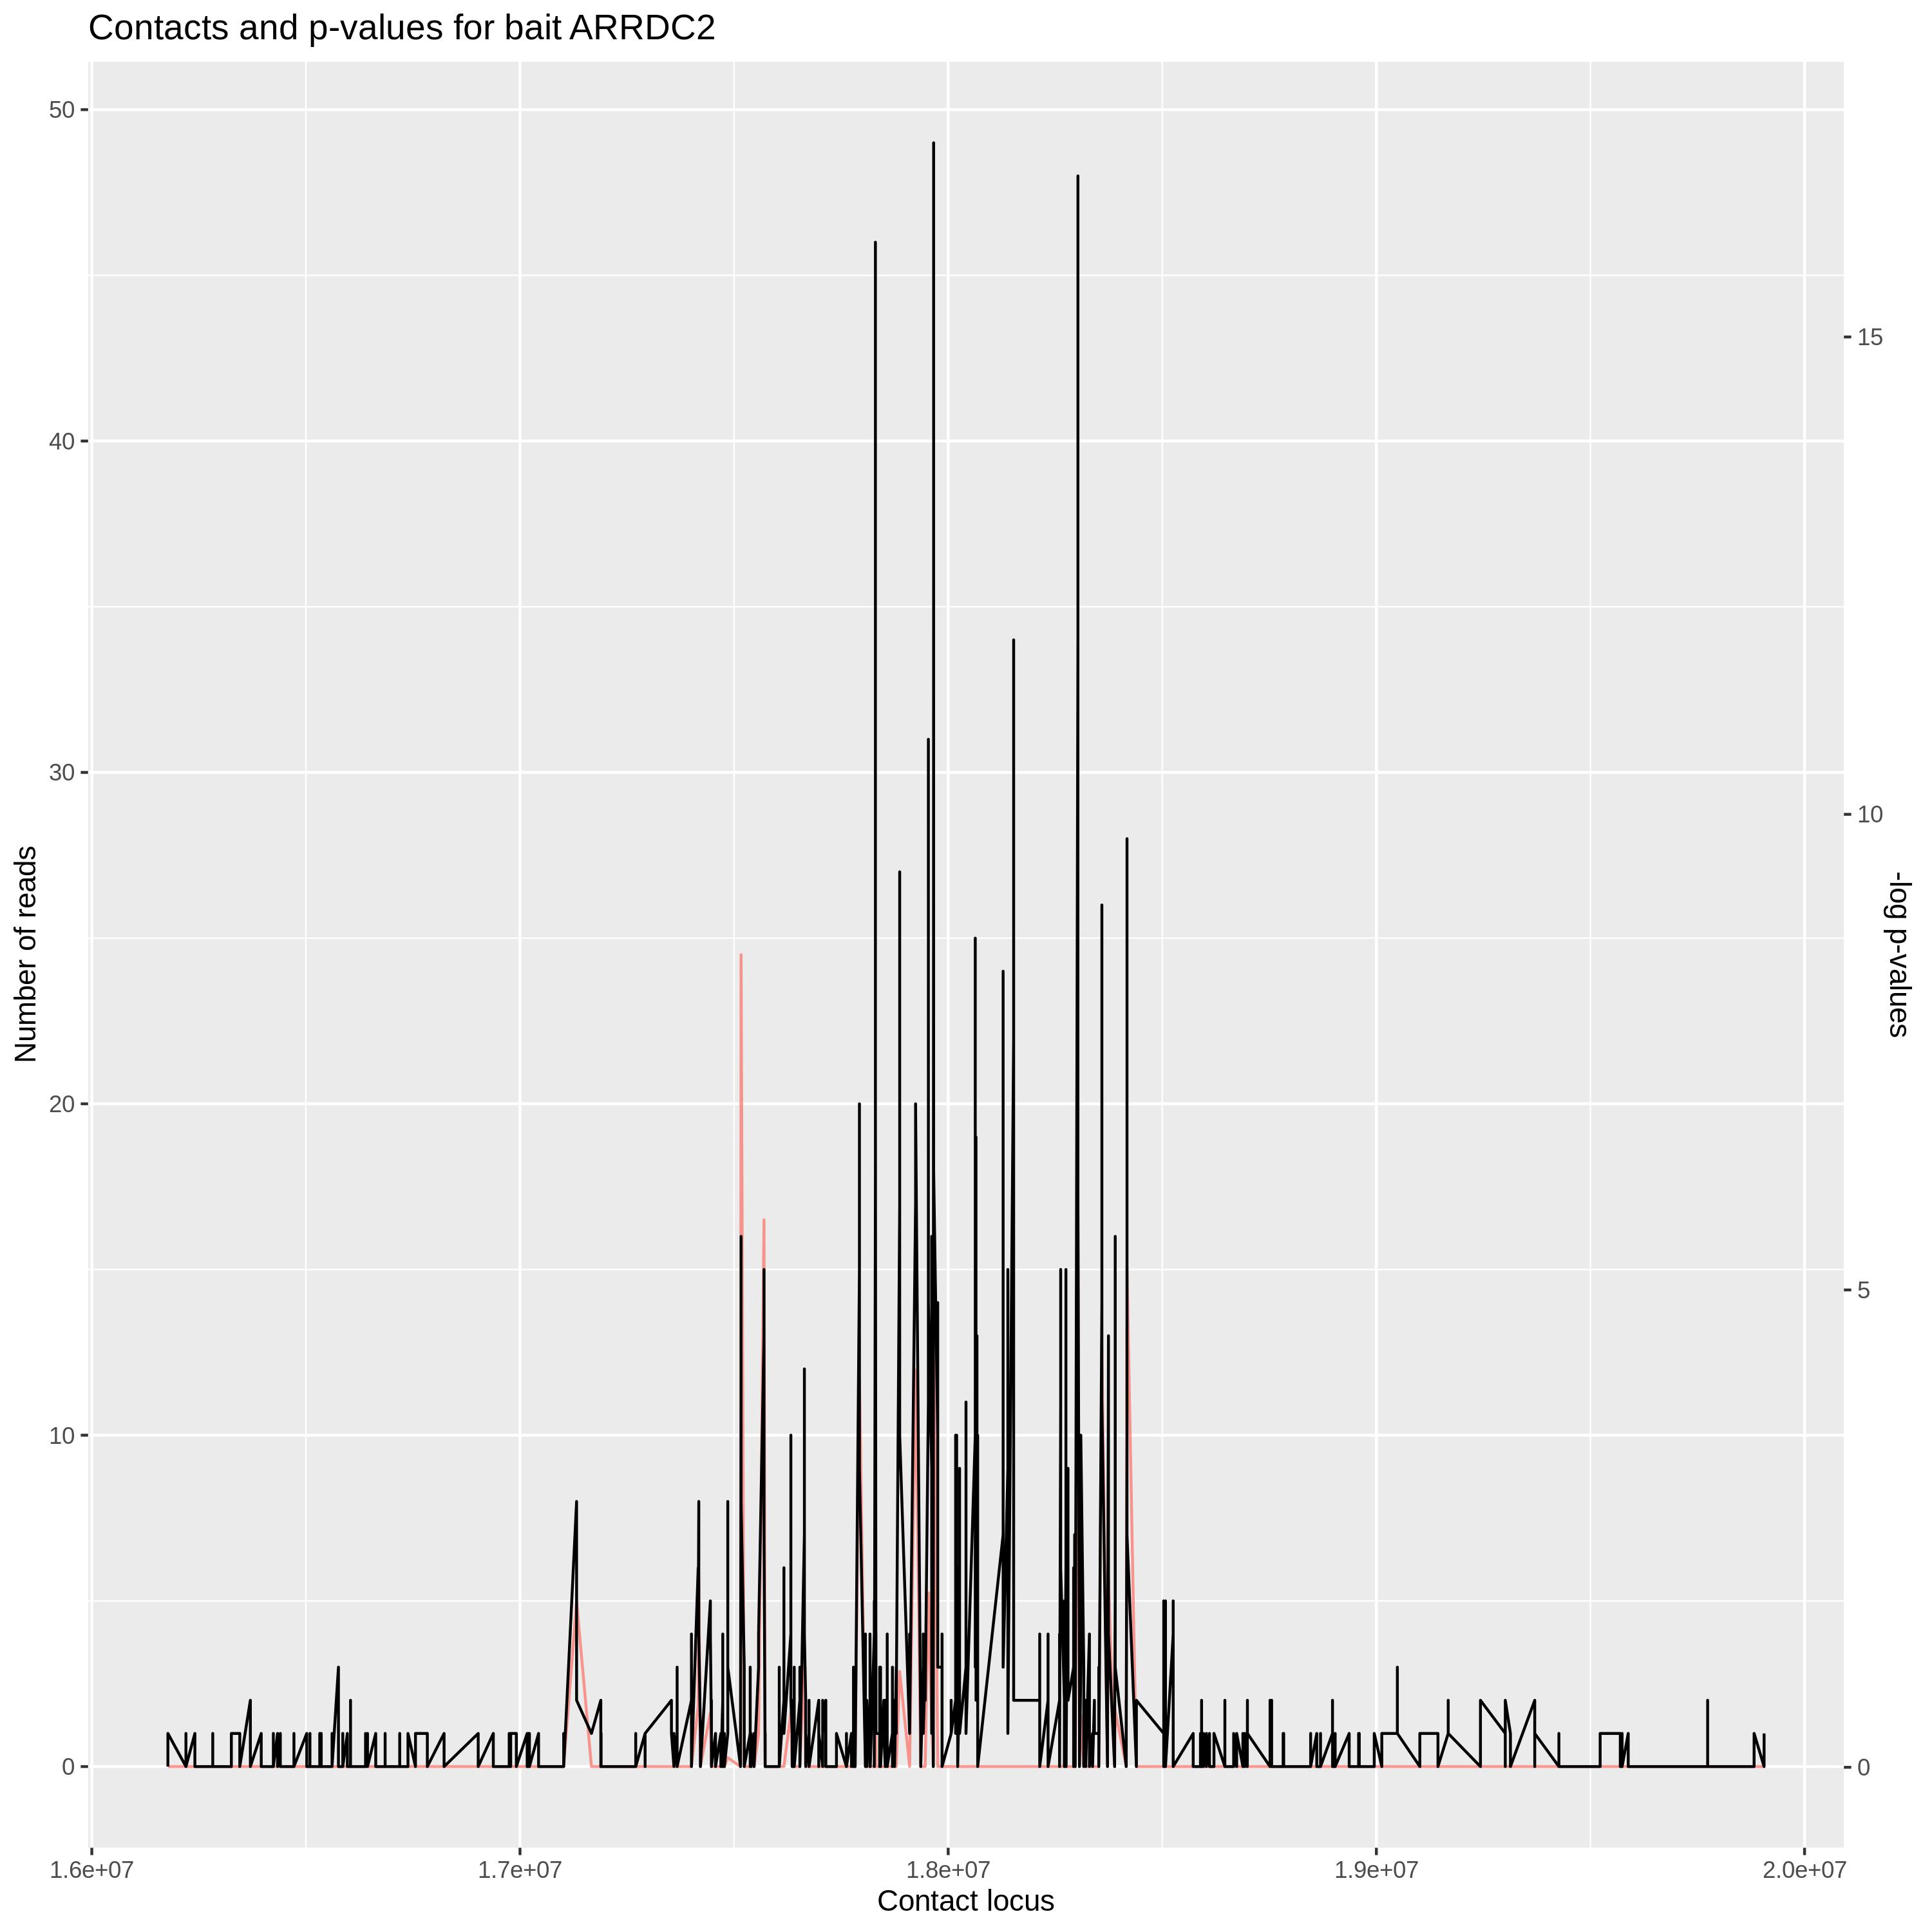 Contacts and p-values for bait ARRDC2
50
40
30
20
10
0
Number of reads
15
10
5
0
-log p-values
1.6e+07 1.7e+07 1.8e+07 1.9e+07 2.0e+07
Contact locus